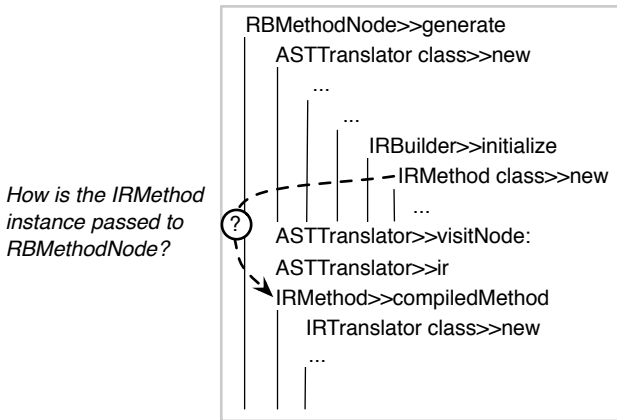 RBMethodNode>>generate
ASTTranslator class>>new
...
...
IRBuilder>>initialize
IRMethod class>>new
...
How is the IRMethod
instance passed to
RBMethodNode?
?
ASTTranslator>>visitNode:
ASTTranslator>>ir
IRMethod>>compiledMethod
IRTranslator class>>new
...